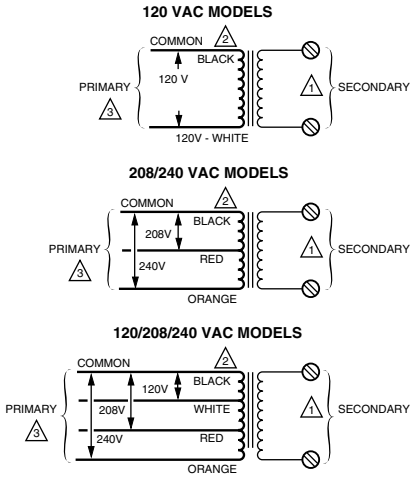 120 VAC MODELS
COMMON 2
BLACK
120 V
PRIMARY 1 SECONDARY
3
120V - WHITE
208/240 VAC MODELS
COMMON 2
BLACK
208V
PRIMARY 1 SECONDARY
240V RED
3
ORANGE
120/208/240 VAC MODELS
COMMON 2
BLACK
120V
PRIMARY 208V WHITE 1 SECONDARY
3
240V RED
ORANGE